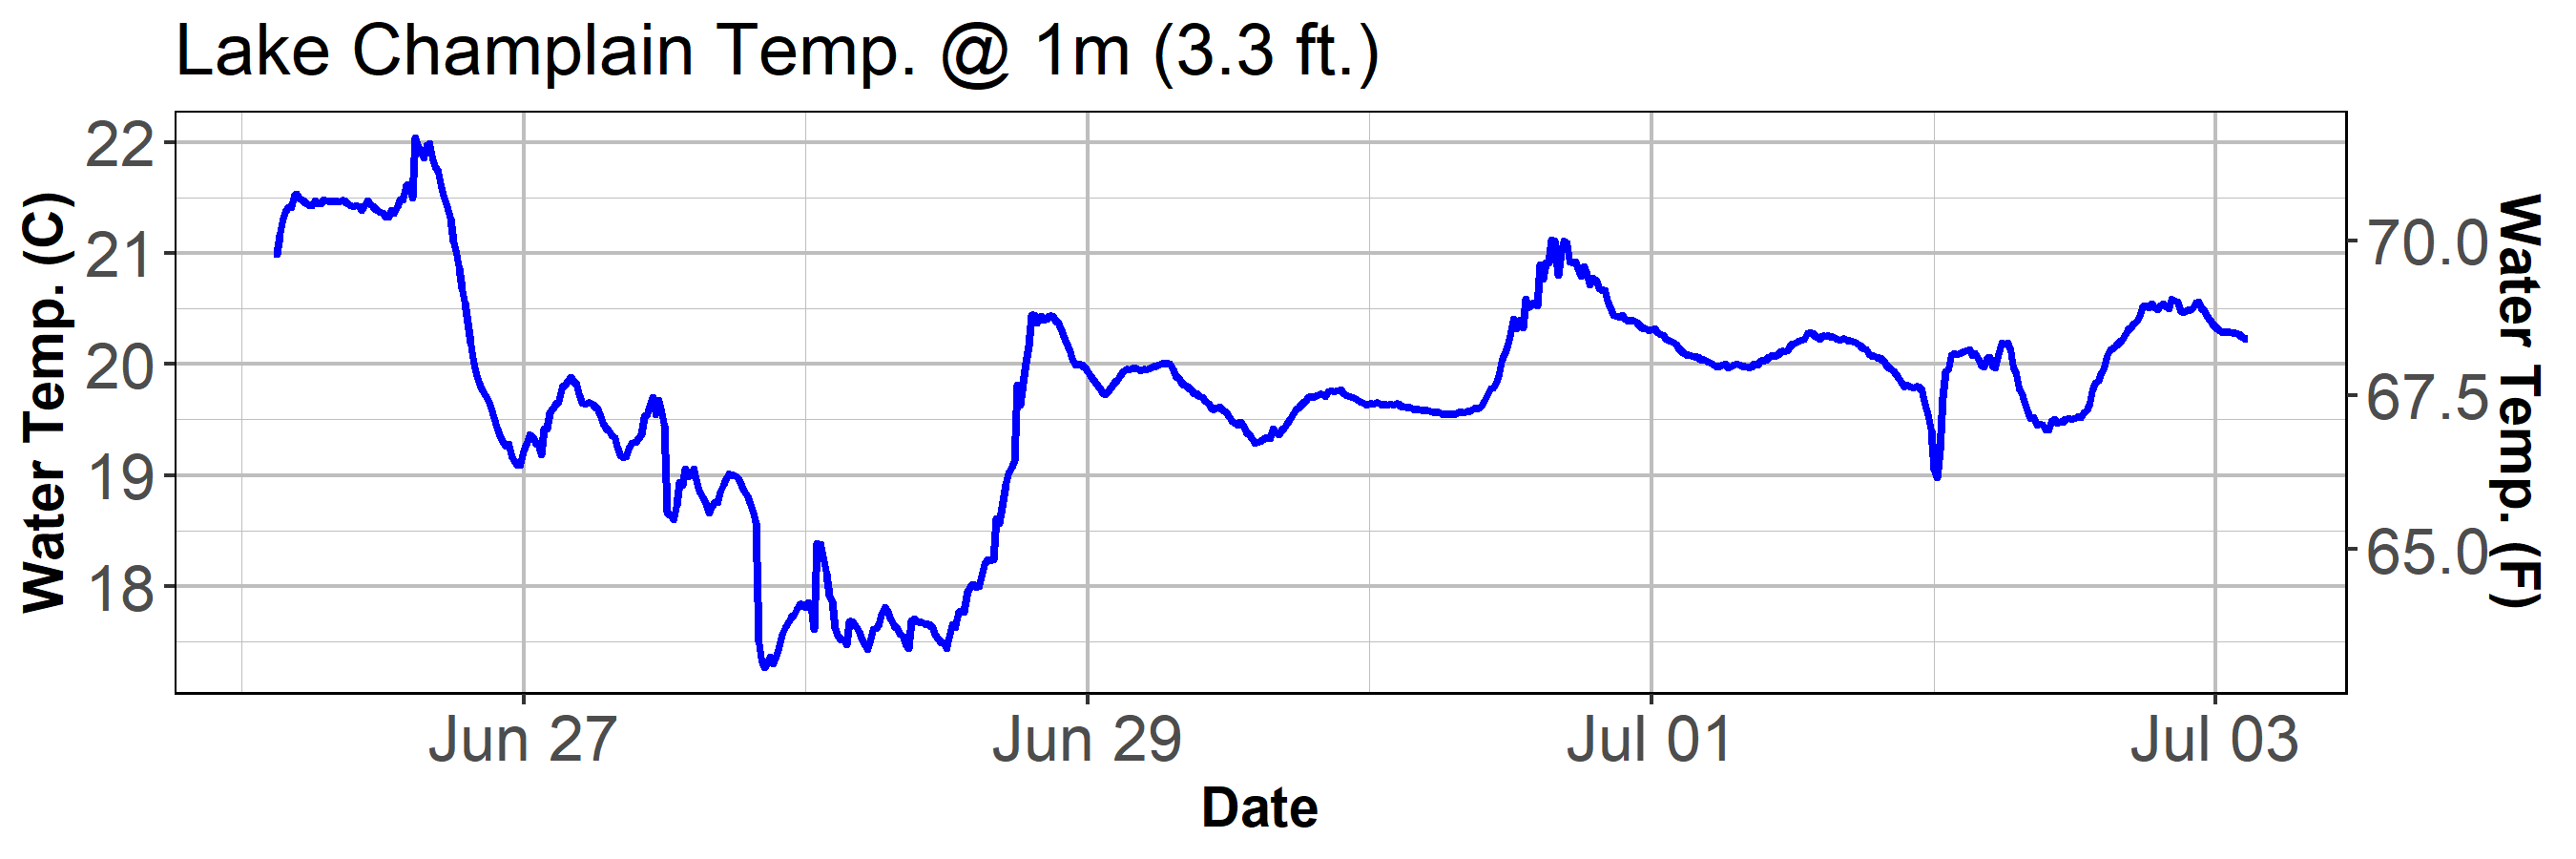 Lake Champlain Temp. @ 1m (3.3 ft.)
Water Temp. (C)
22
21
20
19
18
70.0
67.5
65.0
Water Temp. (F)
Jun 27
Jun 29
Jul 01
Jul 03
Date